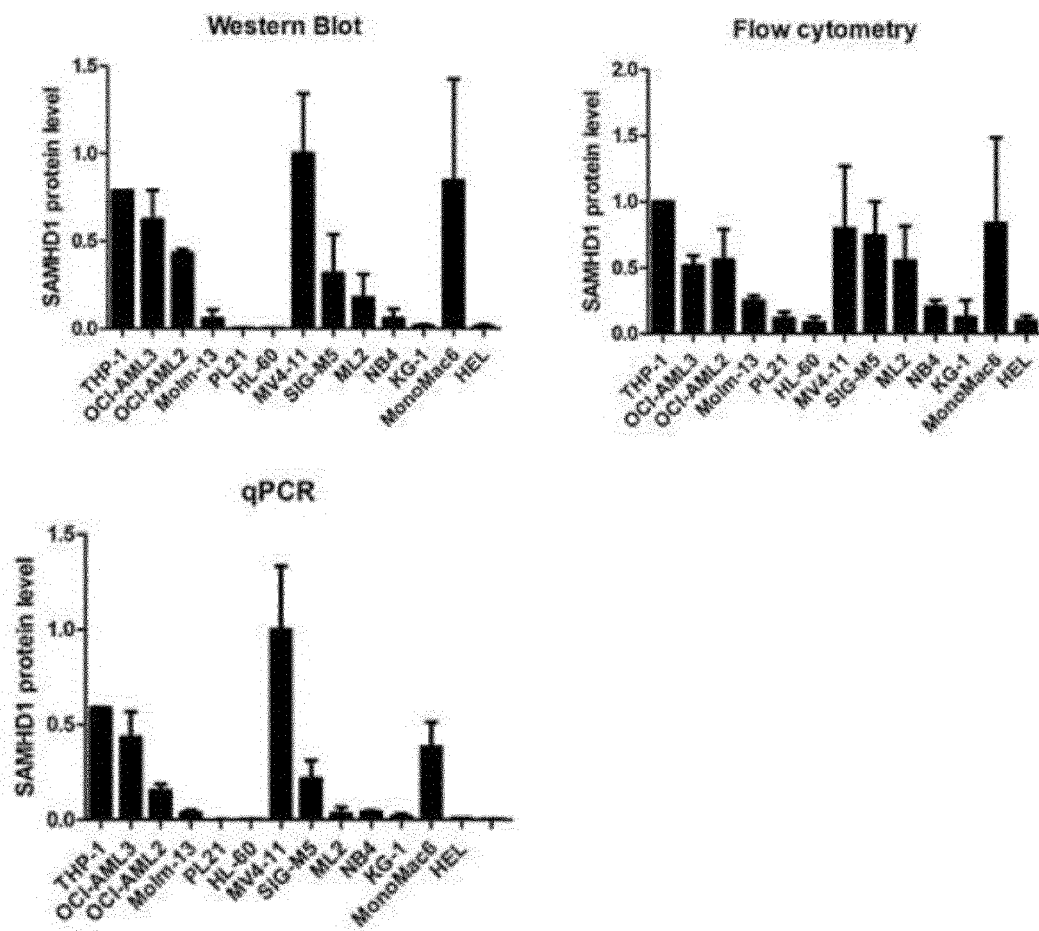 Western Blot
SAMHD1 protein level
1.5
1.0
0.5
0.0
THP-1
OCI-AML3
OCI-AML2
Molm-13
PL21
HL-60
MV4-11
SIG-M5
ML2
NB4
KG-1
MonoMac6
HEL
Flow cytometry
SAMHD1 protein level
2.0
1.5
1.0
0.5
0.0
THP-1
OCI-AML3
OCI-AML2
Molm-13
PL21
HL-60
MV4-11
SIG-M5
ML2
NB4
KG-1
MonoMac6
HEL
qPCR
SAMHD1 protein level
1.5
1.0
0.5
0.0
THP-1
OCI-AML3
OCI-AML2
Molm-13
PL21
HL-60
MV4-11
SIG-M5
ML2
NB4
KG-1
MonoMac6
HEL